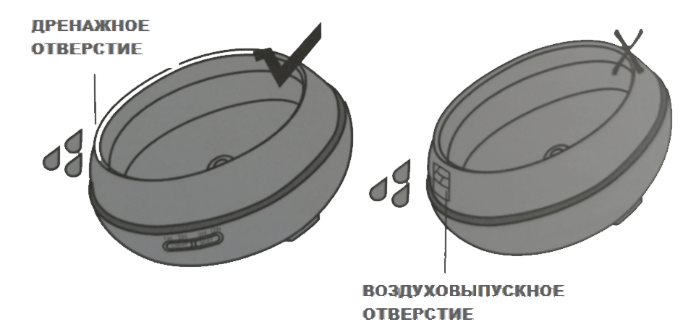 ДРЕНАЖНОЕ
ОТВЕРСТИЕ
ВОЗДУХОВЫПУСКНОЕ
ОТВЕРСТИЕ